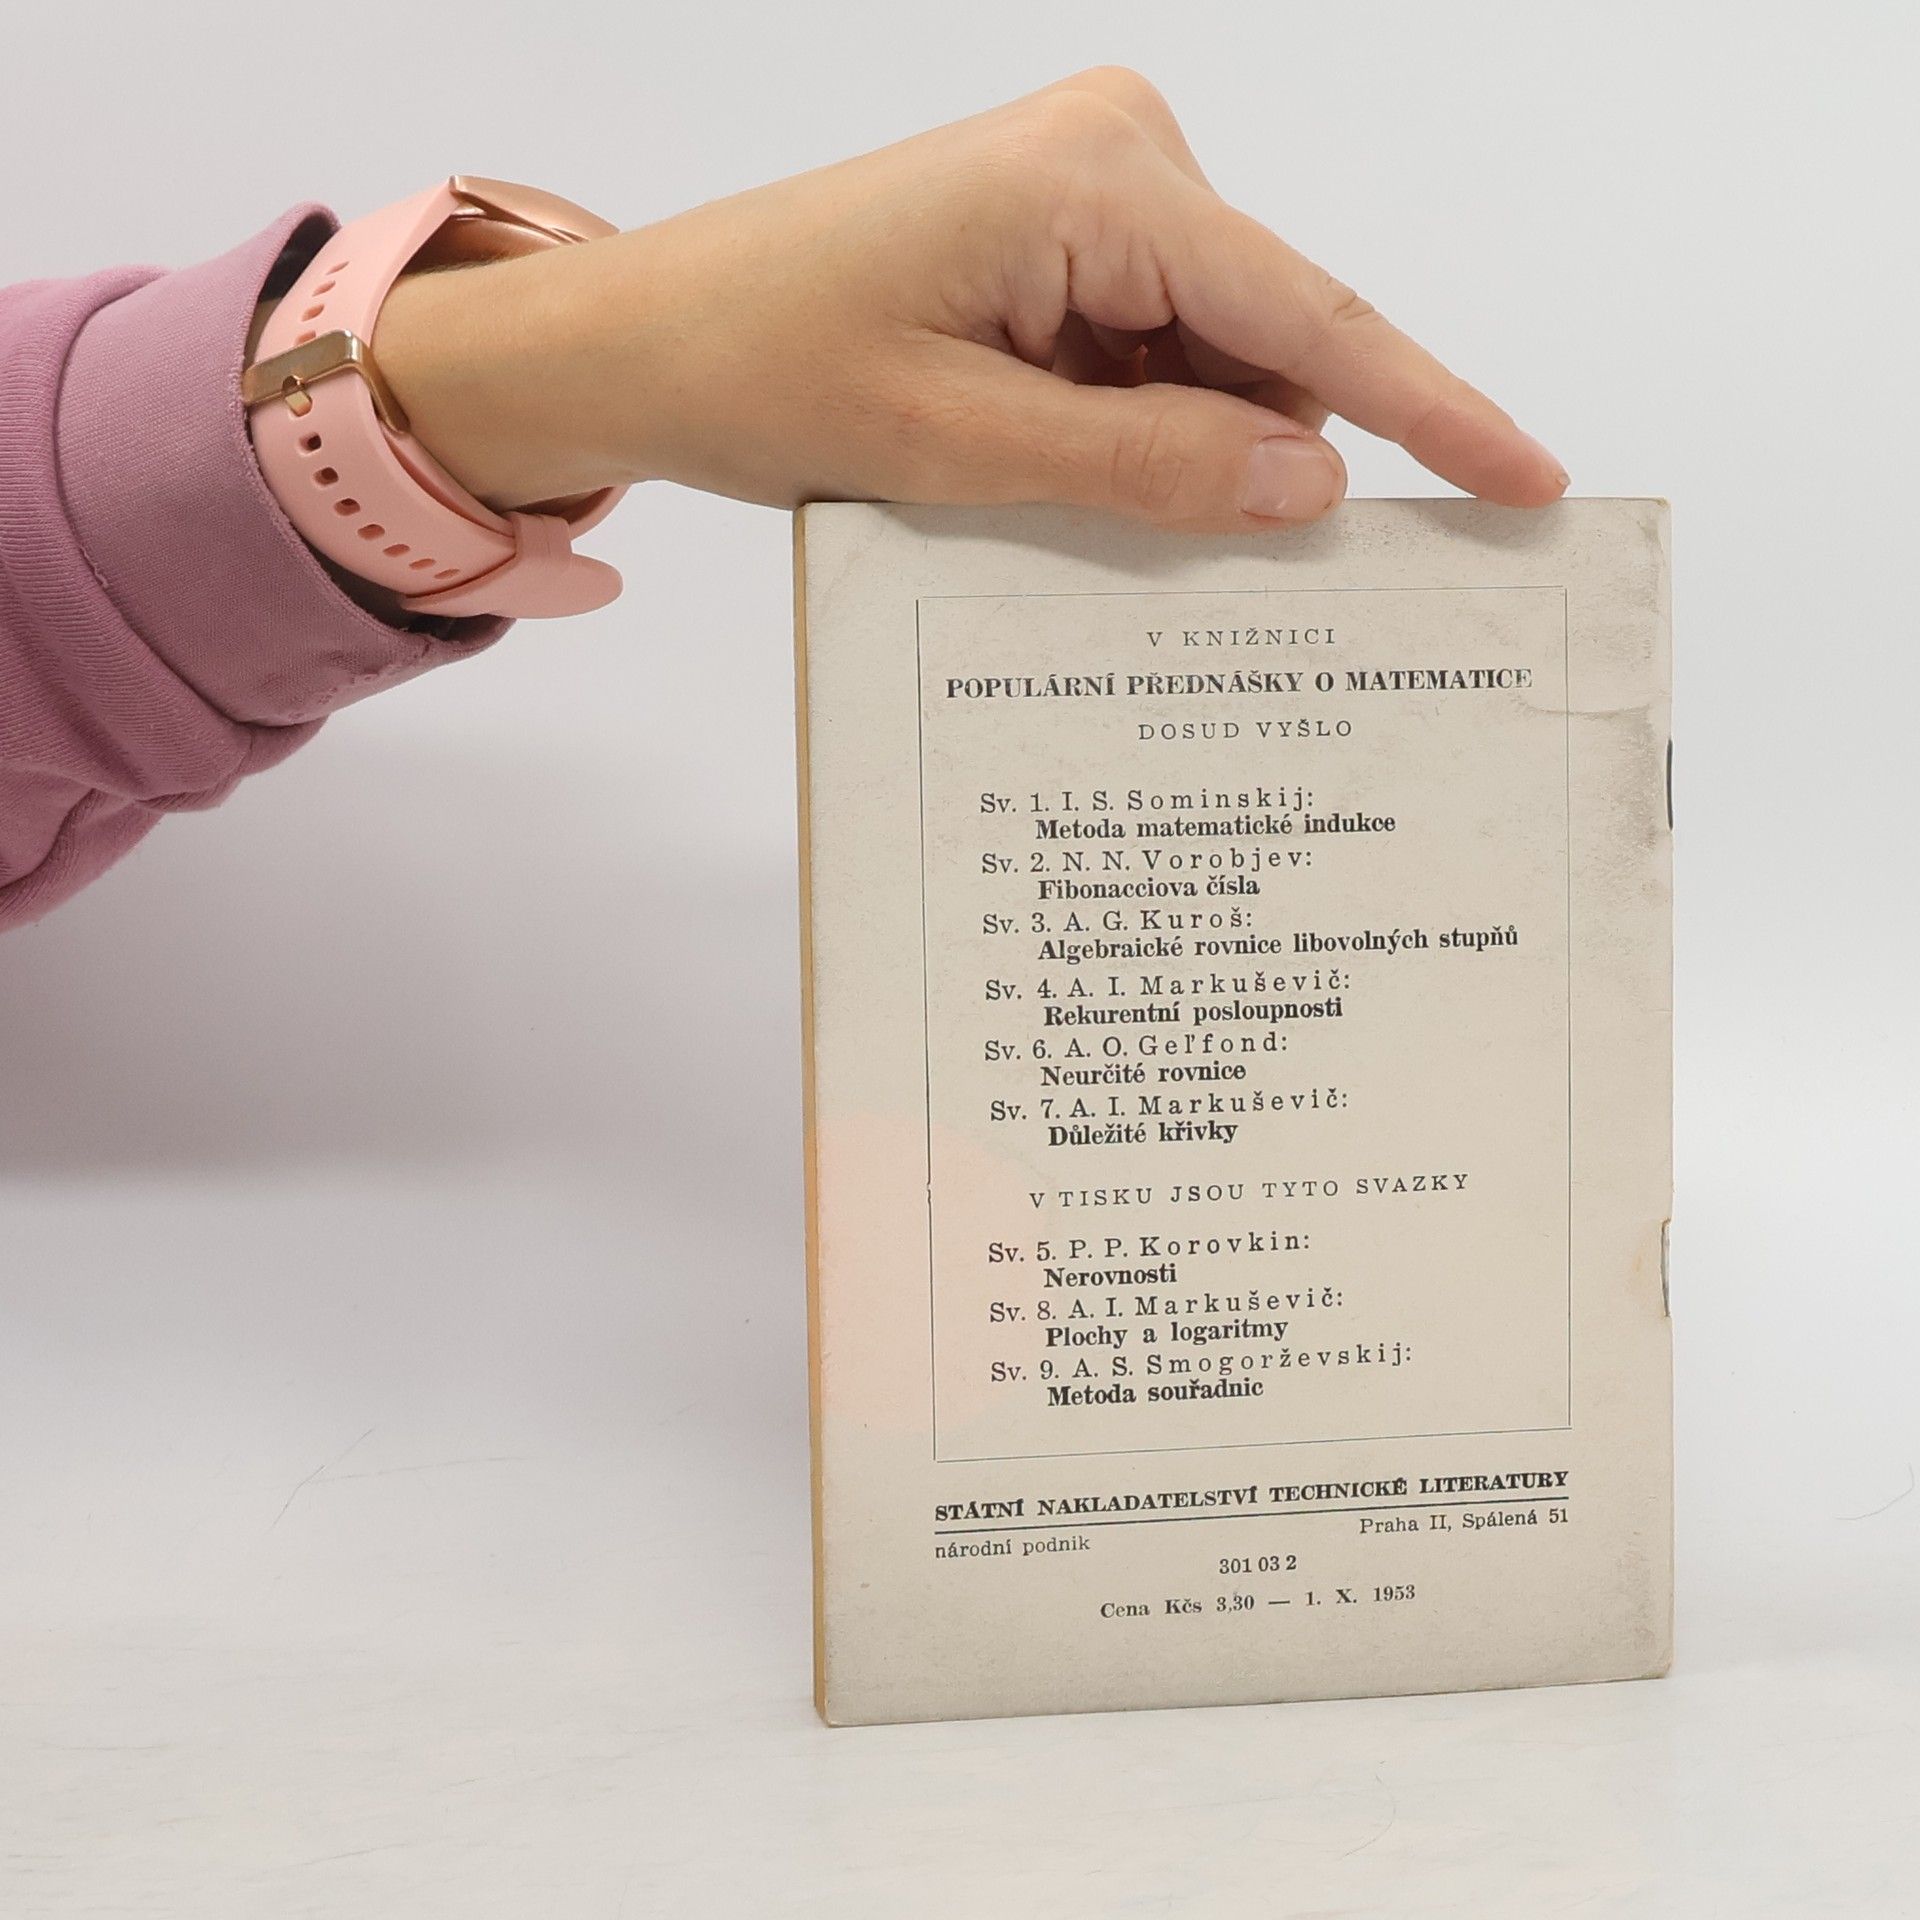 V KNIŽNICI
POPULÁRNÍ PŘEDNÁŠKY O MATEMATICE
DOSUD VYŠLO
Sv. 1. I. S. Sominskij:
Metoda matematické indukce
Sv. 2. N. N. Vorobjev:
Fibonacciova čísla
Sv. 3. A. G. Kuroš:
Algebraické rovnice libovolných stupňů
Sv. 4. A. I. Markuševič:
Rekurentní posloupnosti
Sv. 6. A. O. Geľfond:
Neurčité rovnice
Sv. 7. A. I. Markuševič:
Důležité křivky
V TISKU JSOU TYTO SVAZKY
Sv. 5. P. P. Korovkin:
Nerovnosti
Sv. 8. A. I. Markuševič:
Plochy a logaritmy
Sv. 9. A. S. Smogorževskij:
Metoda souřadnic
STÁTNÍ NAKLADATELSTVÍ TECHNICKÉ LITERATURY
národní podnik Praha II, Spálená 51
301 03 2
Cena Kčs 3,30 — 1. X. 1953